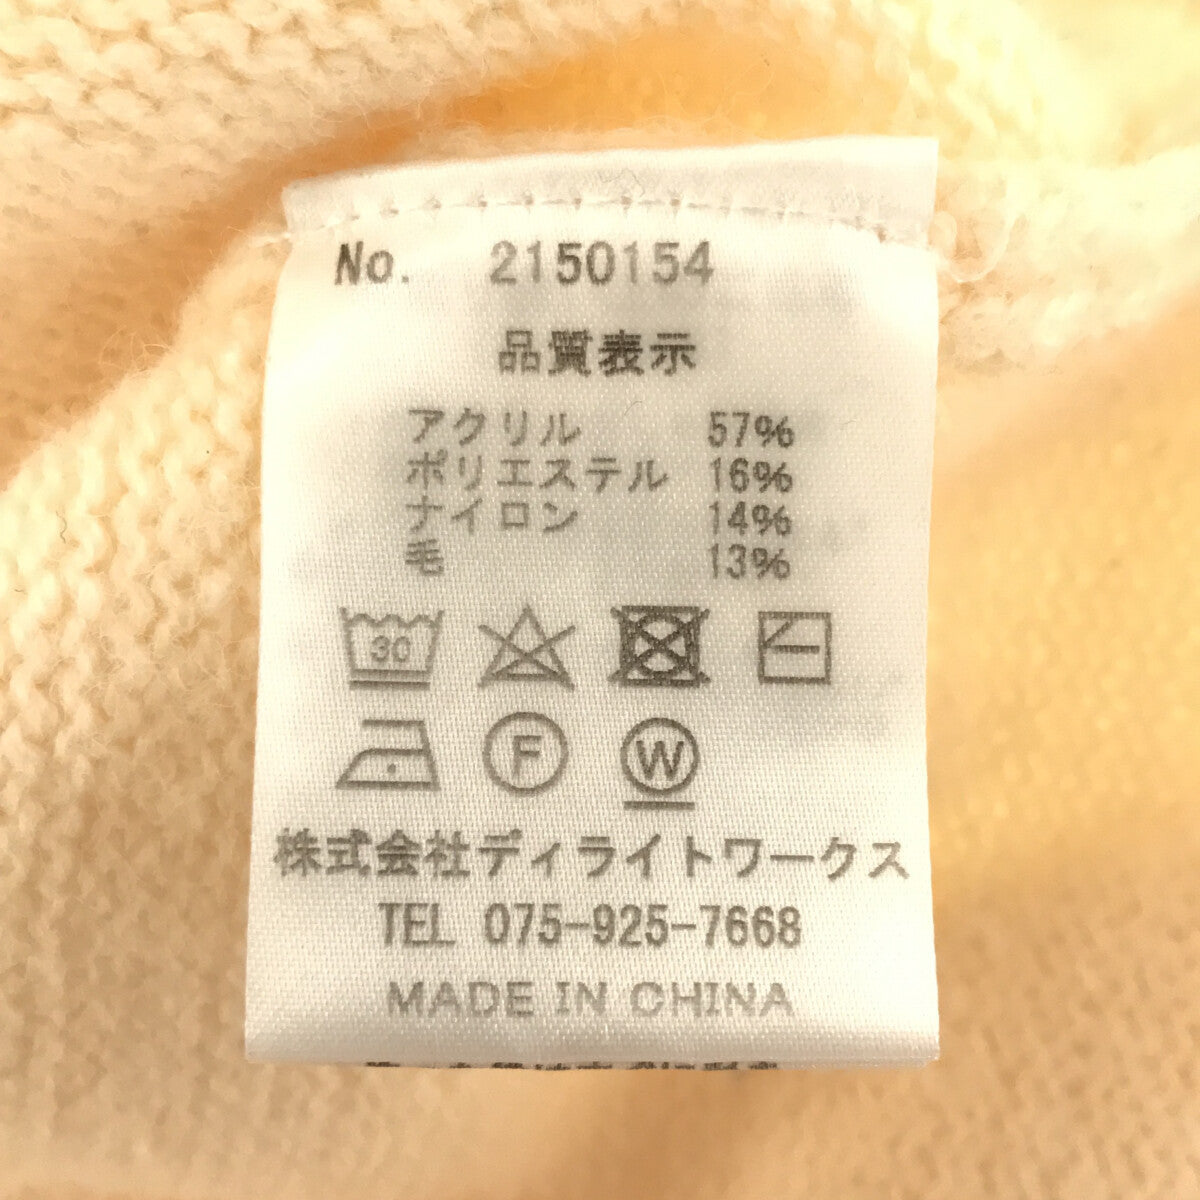 No. 2150154
品質表示
アクリル 57%
ポリエステル 16%
ナイロン 14%
毛 13%
30
F W
株式会社ディライトワークス
TEL 075-925-7668
MADE IN CHINA